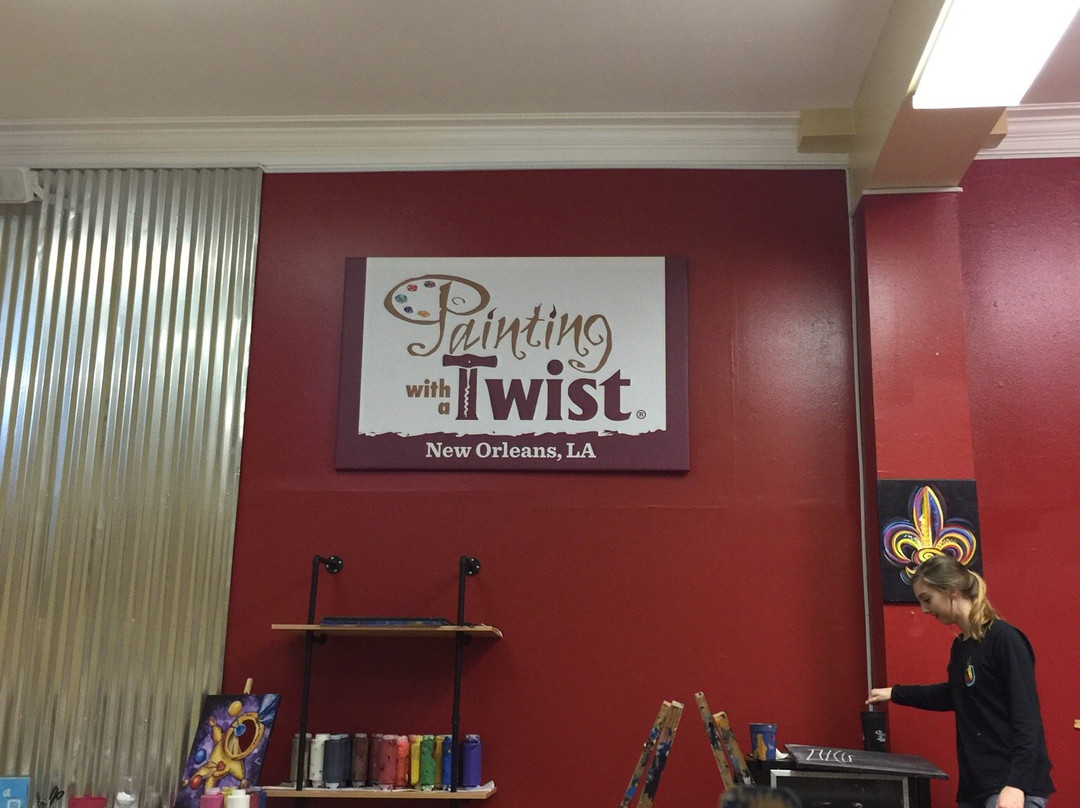 Painting
with a Twist®
New Orleans, LA